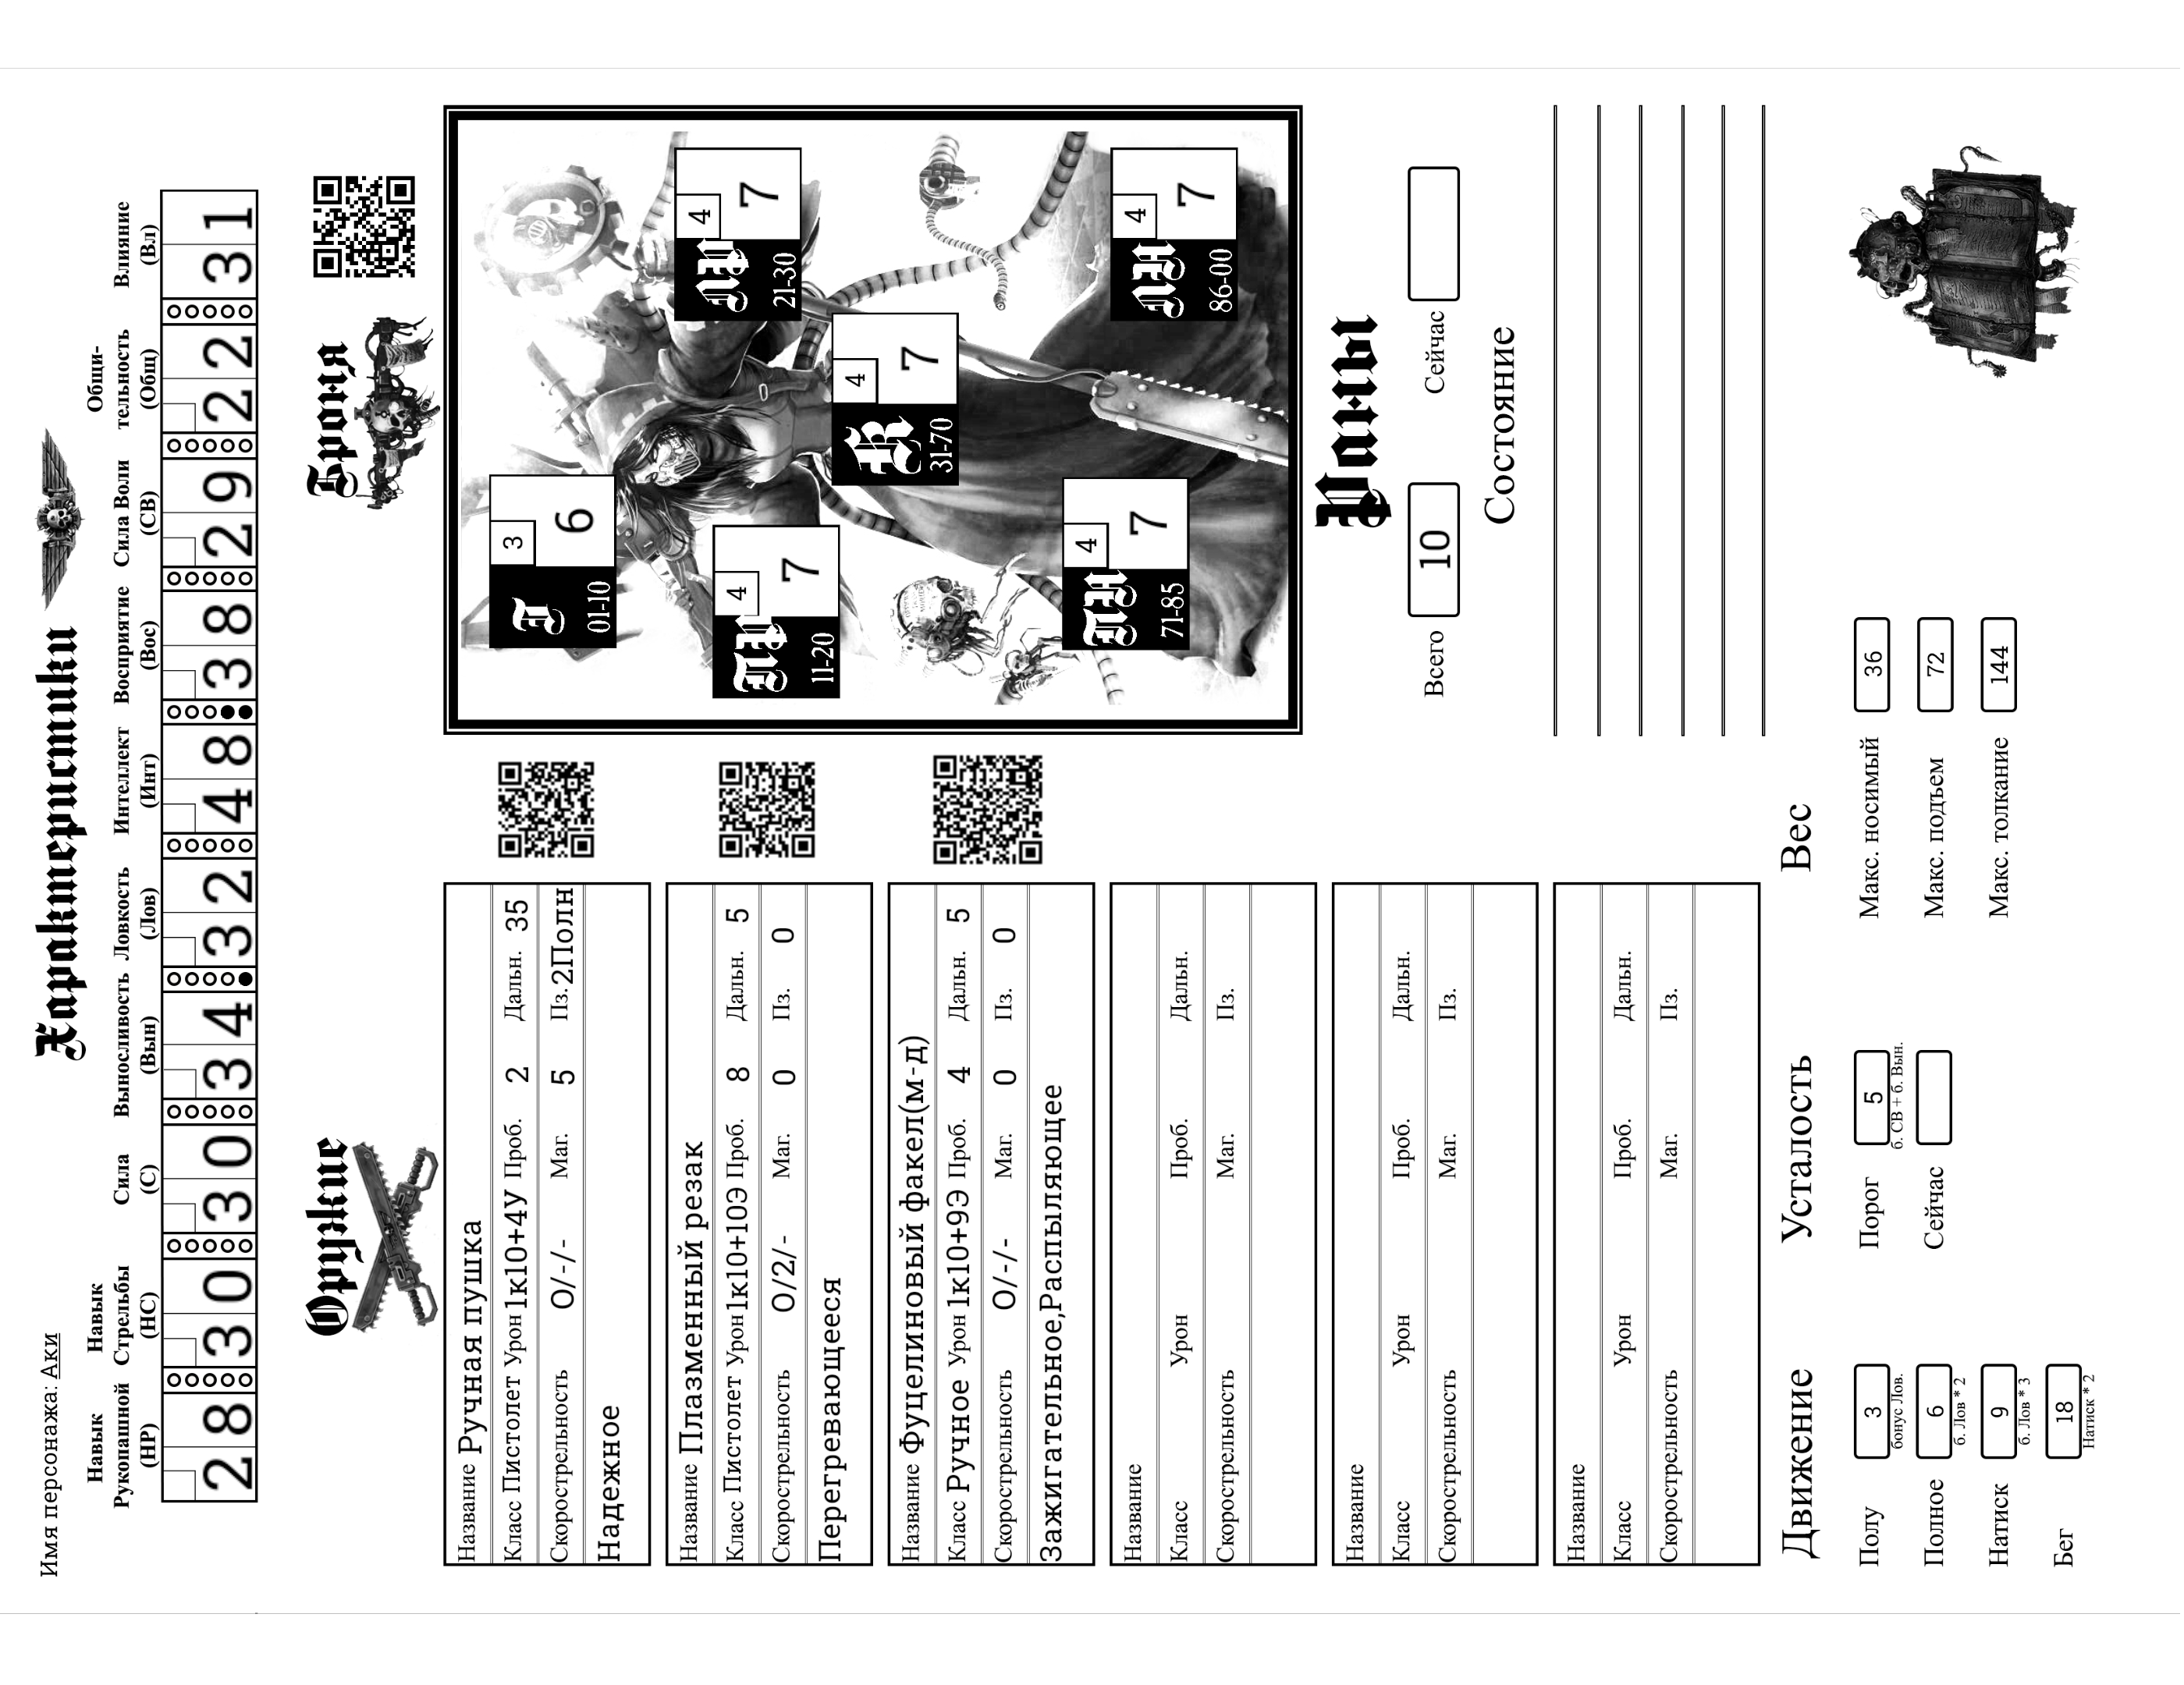 Имя персонажа: Аки
Характеристики
Навык Рукопашной (НР)
28
Навык Стрельбы (НС)
30
Сила (С)
30
Выносливость (Вын)
34
Ловкость (Лов)
32
Интеллект (Инт)
48
Восприятие (Вос)
38
Сила Воли (СВ)
29
Общи-
тельность (Общ)
22
Влияние (Вл)
31
Оружие
Название Ручная пушка
Класс Пистолет Урон 1к10+4У Проб. 2 Дальн. 35
Скорострельность О/-/- Маг. 5 Пз. 2Полн
Надежное
Название Плазменный резак
Класс Пистолет Урон 1к10+10Э Проб. 8 Дальн. 5
Скорострельность О/2/- Маг. 0 Пз. 0
Перегревающееся
Название Фуцелиновый факел(м-д)
Класс Ручное Урон 1к10+9Э Проб. 4 Дальн. 5
Скорострельность О/-/- Маг. 0 Пз. 0
Зажигательное,Распыляющее
Название
Класс Урон Проб. Дальн.
Скорострельность Маг. Пз.
Название
Класс Урон Проб. Дальн.
Скорострельность Маг. Пз.
Название
Класс Урон Проб. Дальн.
Скорострельность Маг. Пз.
Броня
Г 3 6
01-10
ПР 4 7
11-20
ЛР 4 7
21-30
Я 4 7
31-70
ПН 4 7
71-85
ЛН 4 7
86-00
Раны
Всего 10 Сейчас
Состояние
Движение
Полу 3
бонус Лов.
Полное 6
б. Лов * 2
Натиск 9
б. Лов * 3
Бег 18
Натиск * 2
Усталость
Порог 5
б. СВ + б. Вын.
Сейчас
Вес
Макс. носимый 36
Макс. подъем 72
Макс. толкание 144